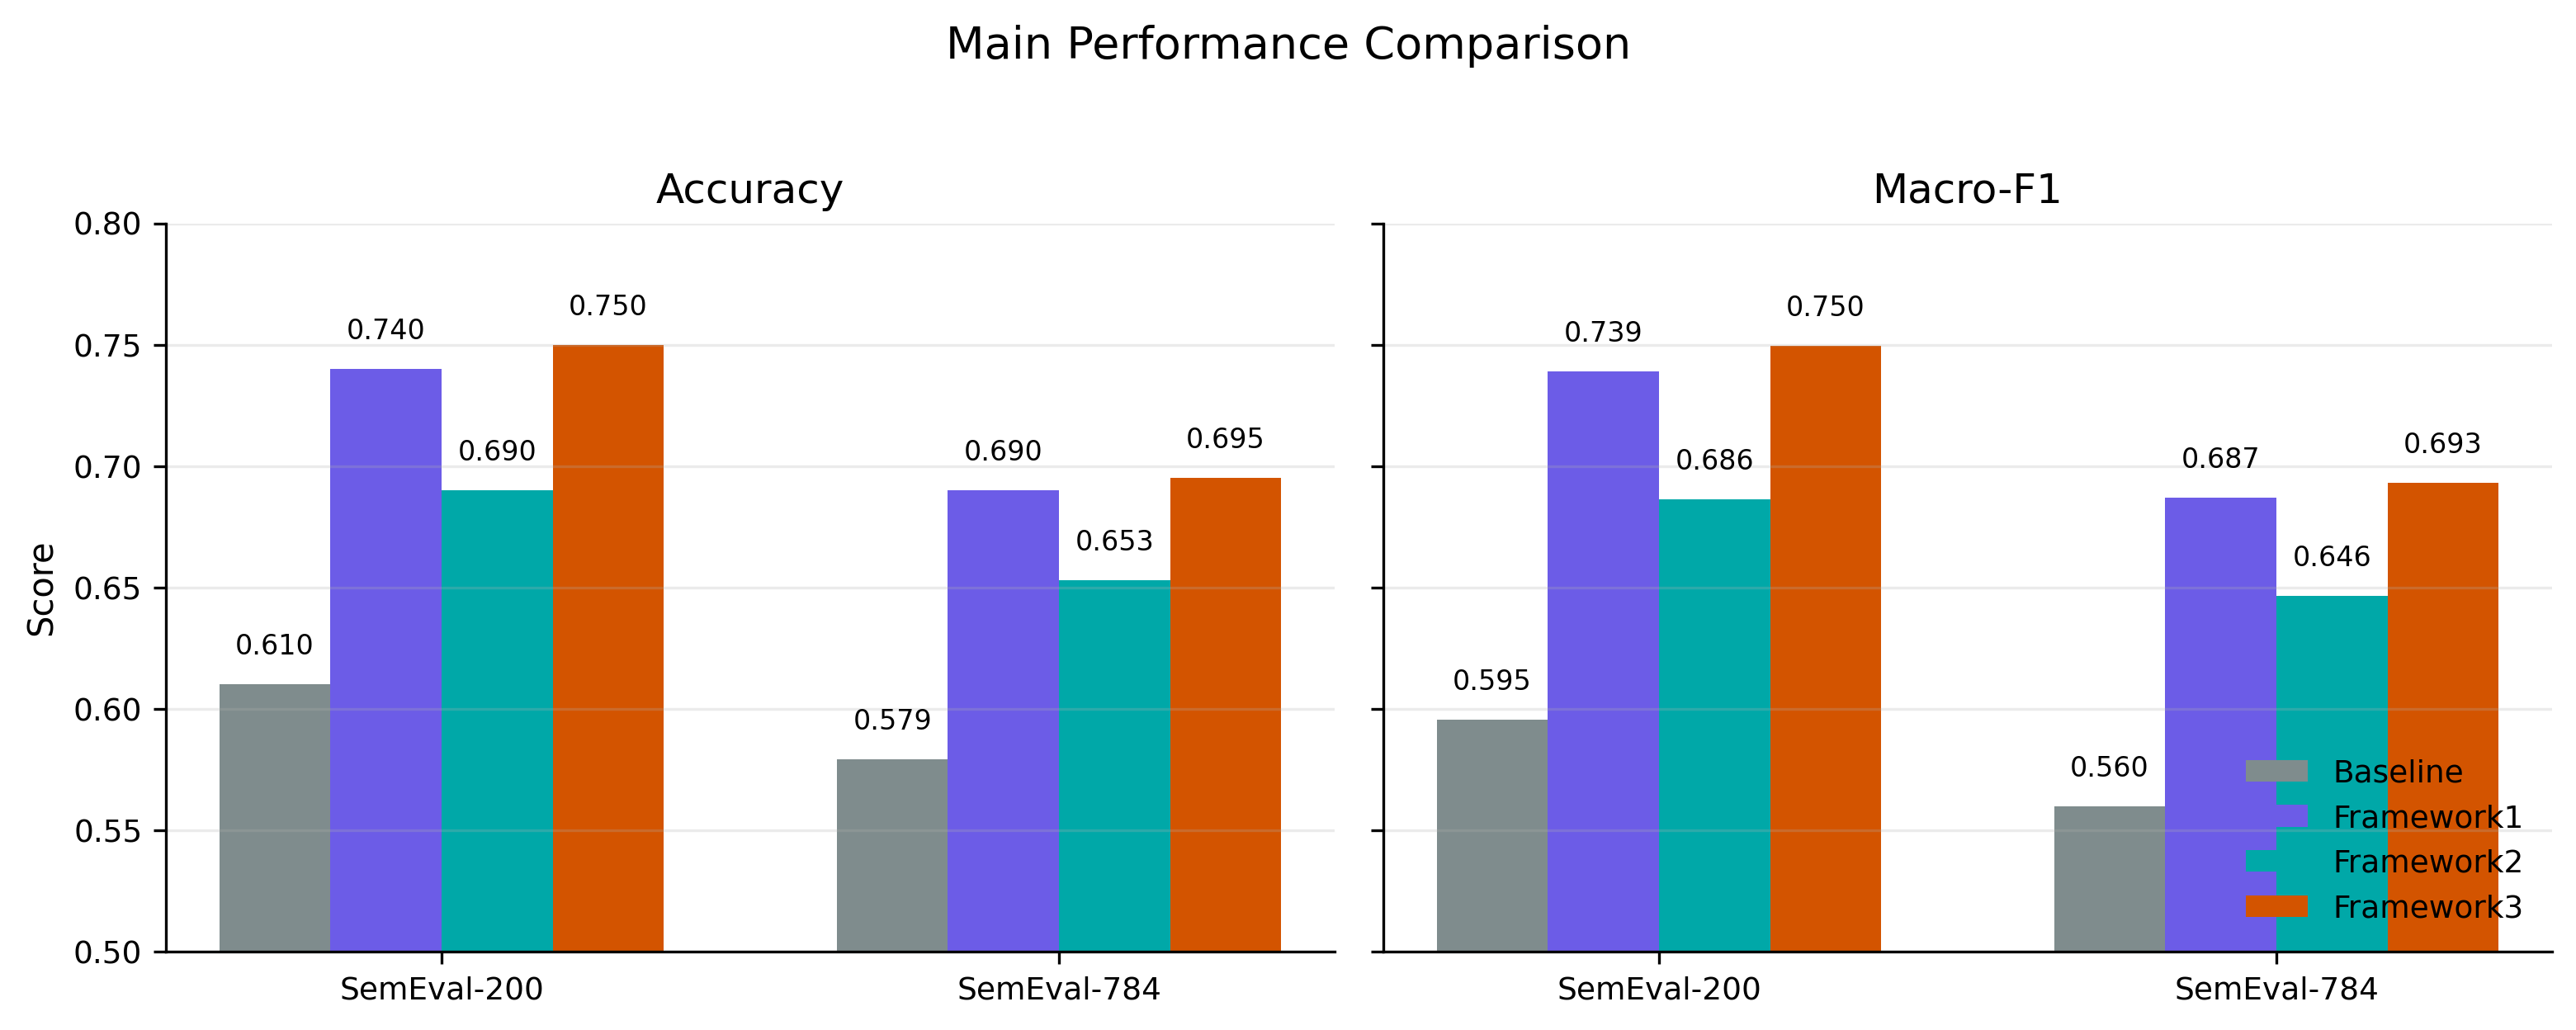 Main Performance Comparison
Accuracy
Score
0.80
0.75
0.70
0.65
0.60
0.55
0.50
0.610
0.740
0.690
0.750
0.579
0.690
0.653
0.695
SemEval-200
SemEval-784
Macro-F1
0.595
0.739
0.686
0.750
0.560
0.687
0.646
0.693
Baseline
Framework1
Framework2
Framework3
SemEval-200
SemEval-784